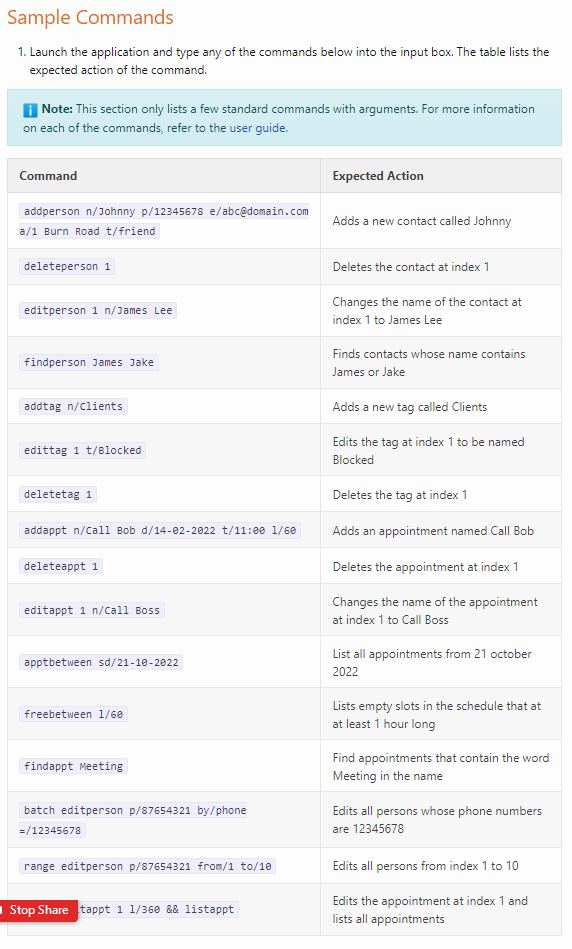 Sample Commands
1. Launch the application and type any of the commands below into the input box. The table lists the
expected action of the command.
Note: This section only lists a few standard commands with arguments. For more information
on each of the commands, refer to the user guide.
Command Expected Action
addperson n/Johnny p/12345678 e/abc@domain.com
a/1 Burn Road t/friend
Adds a new contact called Johnny
deleteperson 1
Deletes the contact at index 1
editperson 1 n/James Lee
Changes the name of the contact at
index 1 to James Lee
findperson James Jake
Finds contacts whose name contains
James or Jake
addtag n/Clients
Adds a new tag called Clients
edittag 1 t/Blocked
Edits the tag at index 1 to be named
Blocked
deletetag 1
Deletes the tag at index 1
addappt n/Call Bob d/14-02-2022 t/11:00 l/60
Adds an appointment named Call Bob
deleteappt 1
Deletes the appointment at index 1
editappt 1 n/Call Boss
Changes the name of the appointment
at index 1 to Call Boss
apptbetween sd/21-10-2022
List all appointments from 21 october
2022
freebetween l/60
Lists empty slots in the schedule that at
at least 1 hour long
findappt Meeting
Find appointments that contain the word
Meeting in the name
batch editperson p/87654321 by/phone
=/12345678
Edits all persons whose phone numbers
are 12345678
range editperson p/87654321 from/1 to/10
Edits all persons from index 1 to 10
Stop Share
tappt 1 l/360 && listappt
Edits the appointment at index 1 and
lists all appointments